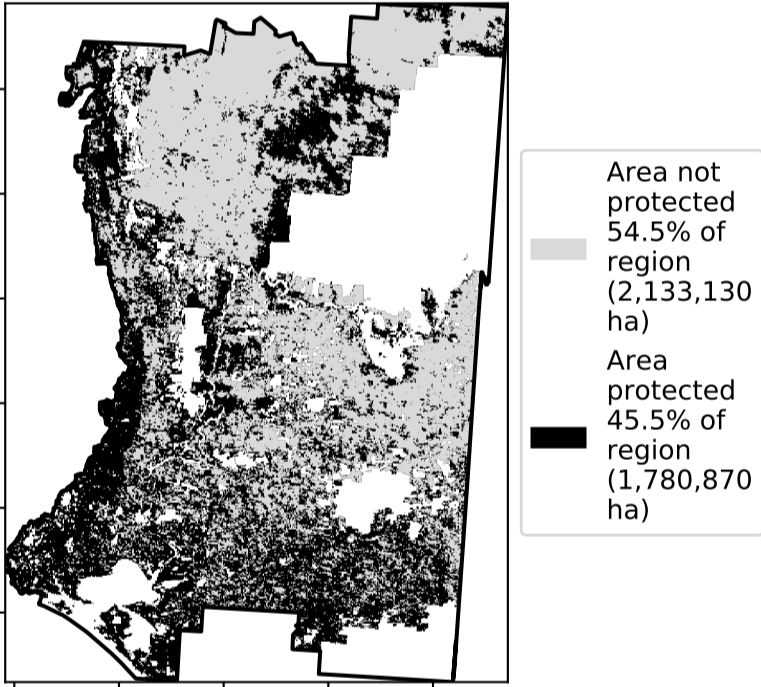 Area not
protected
54.5% of
region
(2,133,130
ha)
Area
protected
45.5% of
region
(1,780,870
ha)